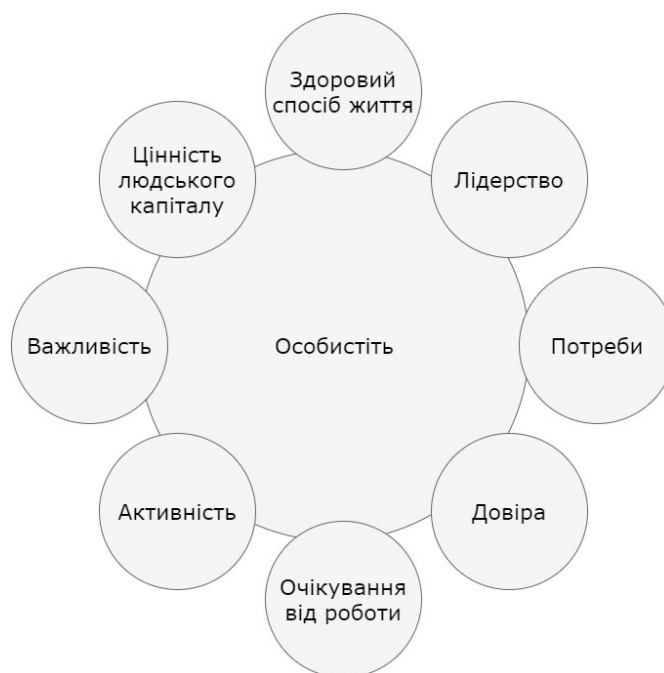 Здоровий
спосіб життя
Цінність
людського
капіталу
Лідерство
Важливість
Особистіть
Потреби
Активність
Довіра
Очікування
від роботи